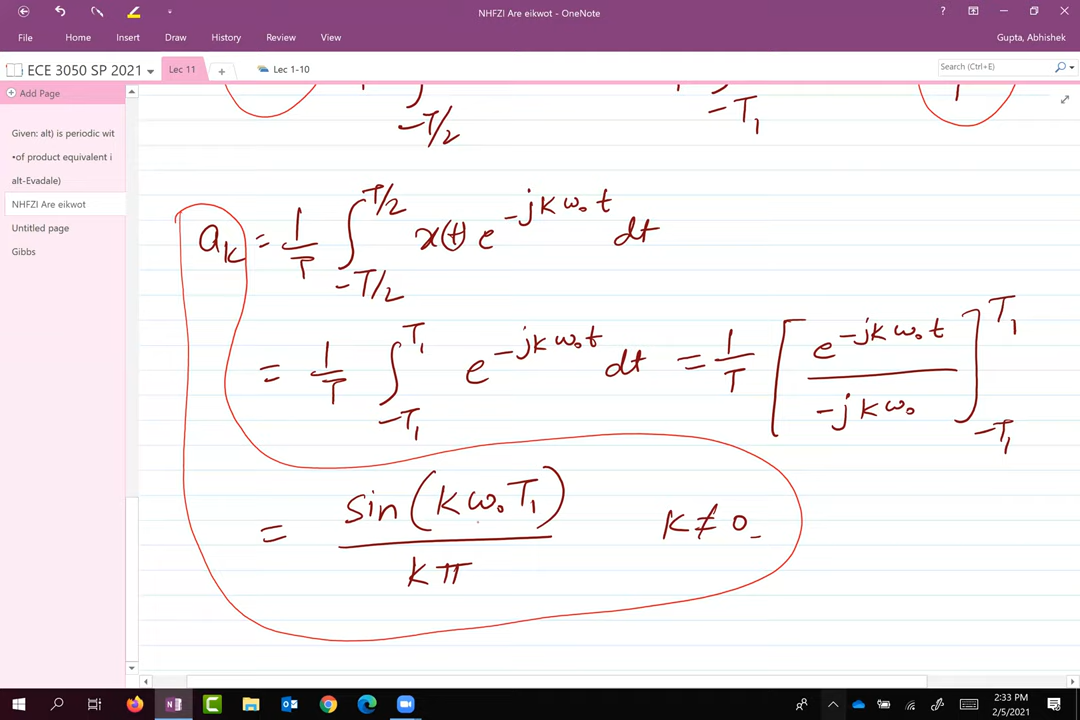 NHFZI Are eikwot - OneNote
Gupta, Abhishek
File Home Insert Draw History Review View
ECE 3050 SP 2021
Lec 11
Lec 1-10
Search (Ctrl+E)
Add Page
Given: alt) is periodic wit
•of product equivalent i
alt-Evadale)
NHFZI Are eikwot
Untitled page
Gibbs
-T/2
-T₁
aₖ = 1/T ∫_{-T/2}^{T/2} x(t) e^{-jkω₀t} dt
= 1/T ∫_{-T₁}^{T₁} e^{-jkω₀t} dt = 1/T [e^{-jkω₀t} / -jkω₀]_{-T₁}^{T₁}
= sin(kω₀T₁) / kπ k ≠ 0
2:33 PM
2/5/2021